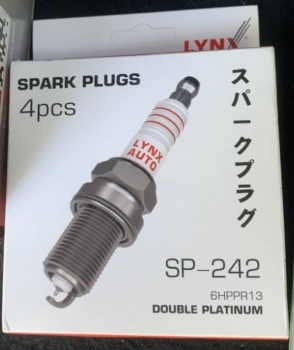 LYNX
SPARK PLUGS
4pcs
スパークプラグ
LYNX
AUTO
SP-242
6HPPR13
DOUBLE PLATINUM